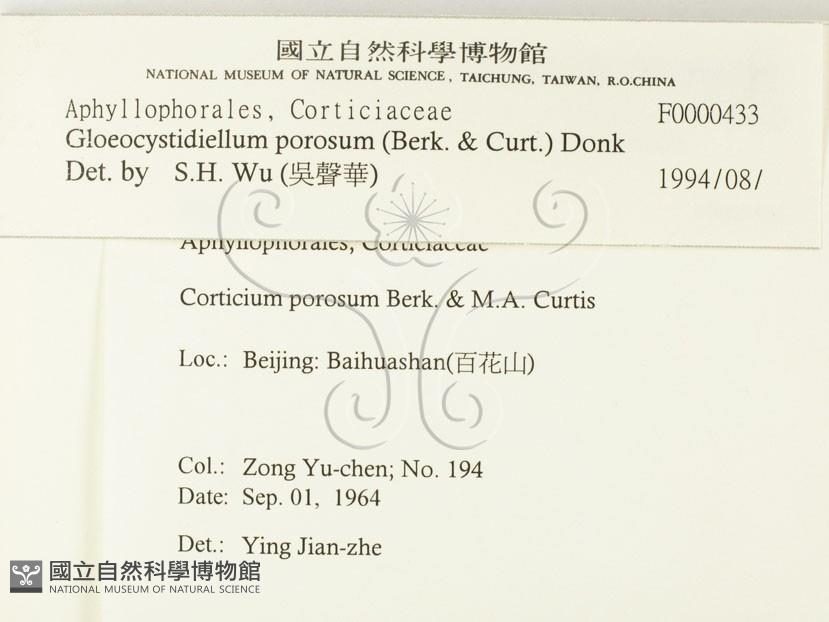 國立自然科學博物館
NATIONAL MUSEUM OF NATURAL SCIENCE, TAICHUNG, TAIWAN, R.O.CHINA
Aphyllophorales, Corticiaceae F0000433
Gloeocystidiellum porosum (Berk. & Curt.) Donk
Det. by S.H. Wu (吳聲華) 1994/08/
Aphyllophorales, Corticiaceae
Corticium porosum Berk. & M.A. Curtis
Loc.: Beijing: Baihuashan(百花山)
Col.: Zong Yu-chen; No. 194
Date: Sep. 01, 1964
Det.: Ying Jian-zhe
國立自然科學博物館
NATIONAL MUSEUM OF NATURAL SCIENCE